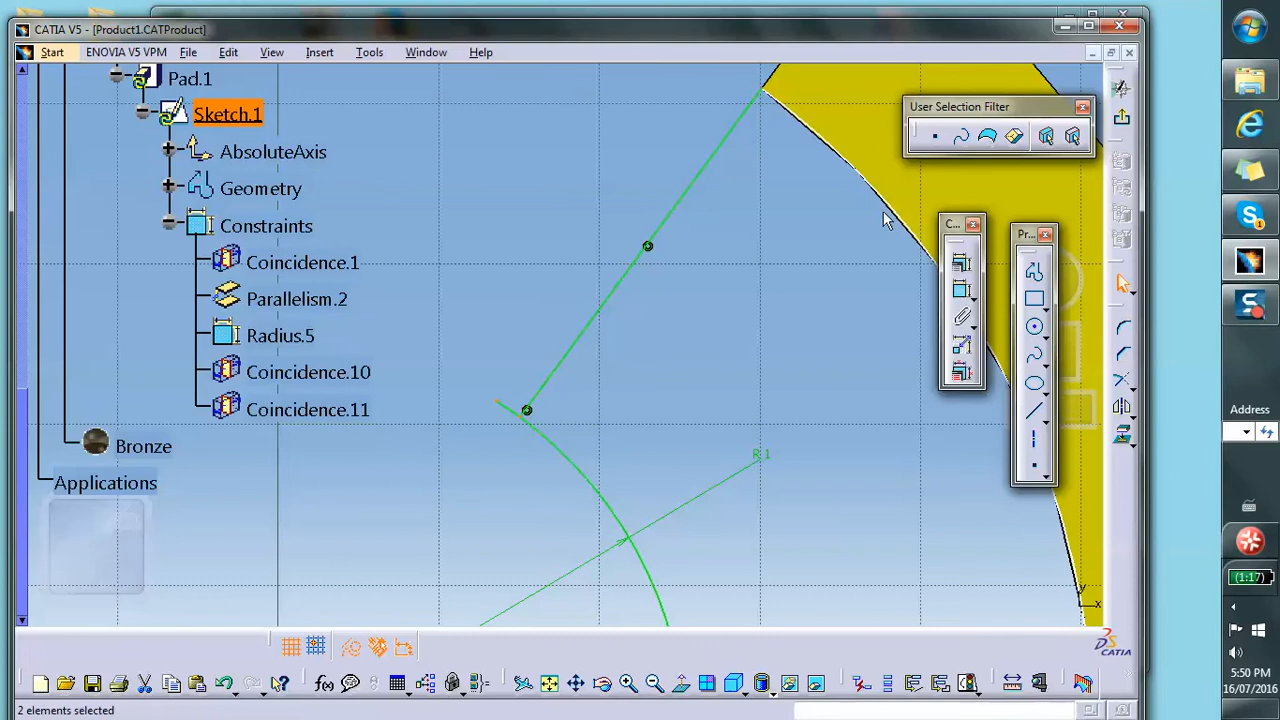 CATIA V5 - [Product1.CATProduct]
Start ENOVIA V5 VPM File Edit View Insert Tools Window Help
Pad.1
Sketch.1
AbsoluteAxis
Geometry
Constraints
Coincidence.1
Parallelism.2
Radius.5
Coincidence.10
Coincidence.11
Bronze
Applications
User Selection Filter
C...
Pr...
R 1
y
x
f(x)
CATIA
2 elements selected
Address
(1:17)
5:50 PM
16/07/2016